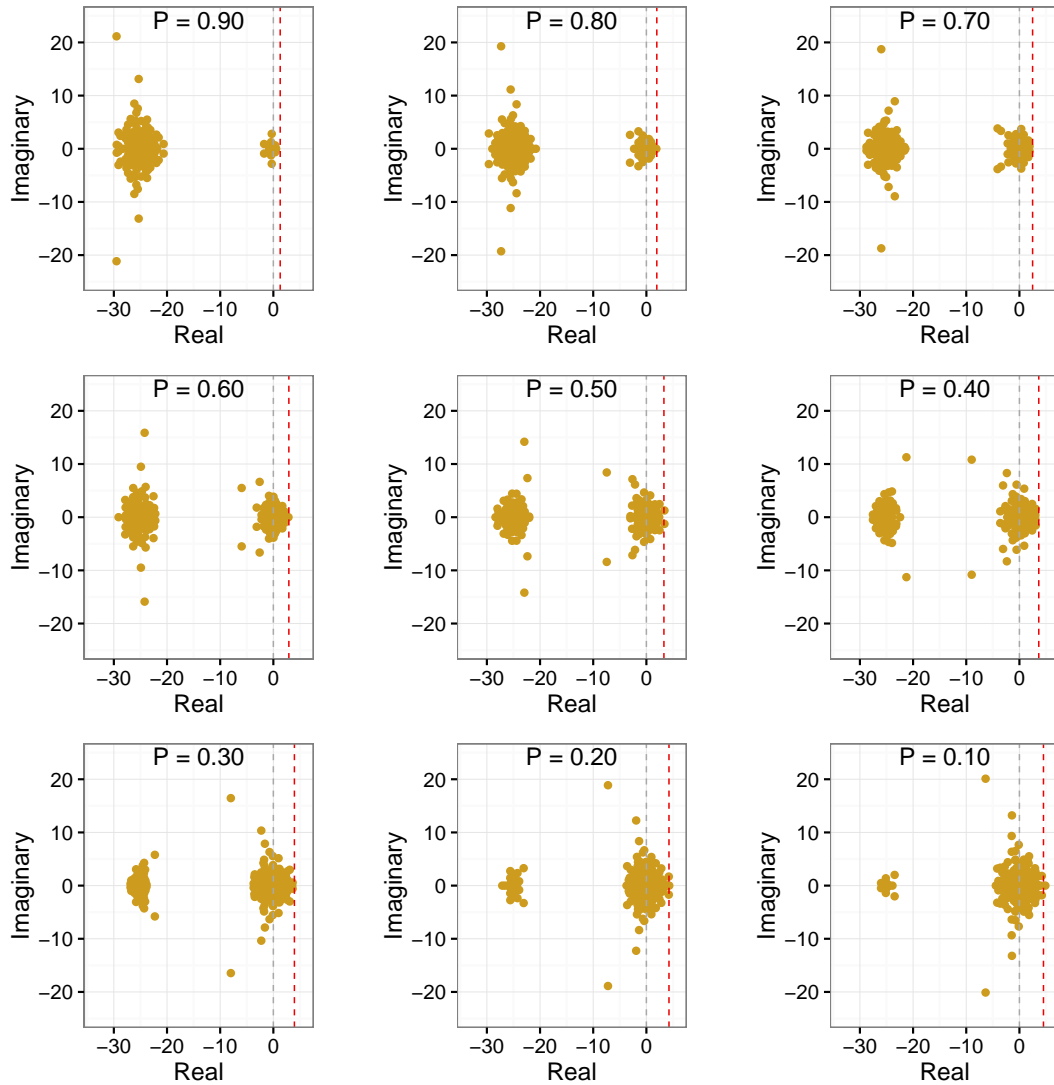 P = 0.90
20
10
0
−10
−20
Imaginary
−30 −20 −10 0
Real
P = 0.80
20
10
0
−10
−20
Imaginary
−30 −20 −10 0
Real
P = 0.70
20
10
0
−10
−20
Imaginary
−30 −20 −10 0
Real
P = 0.60
20
10
0
−10
−20
Imaginary
−30 −20 −10 0
Real
P = 0.50
20
10
0
−10
−20
Imaginary
−30 −20 −10 0
Real
P = 0.40
20
10
0
−10
−20
Imaginary
−30 −20 −10 0
Real
P = 0.30
20
10
0
−10
−20
Imaginary
−30 −20 −10 0
Real
P = 0.20
20
10
0
−10
−20
Imaginary
−30 −20 −10 0
Real
P = 0.10
20
10
0
−10
−20
Imaginary
−30 −20 −10 0
Real